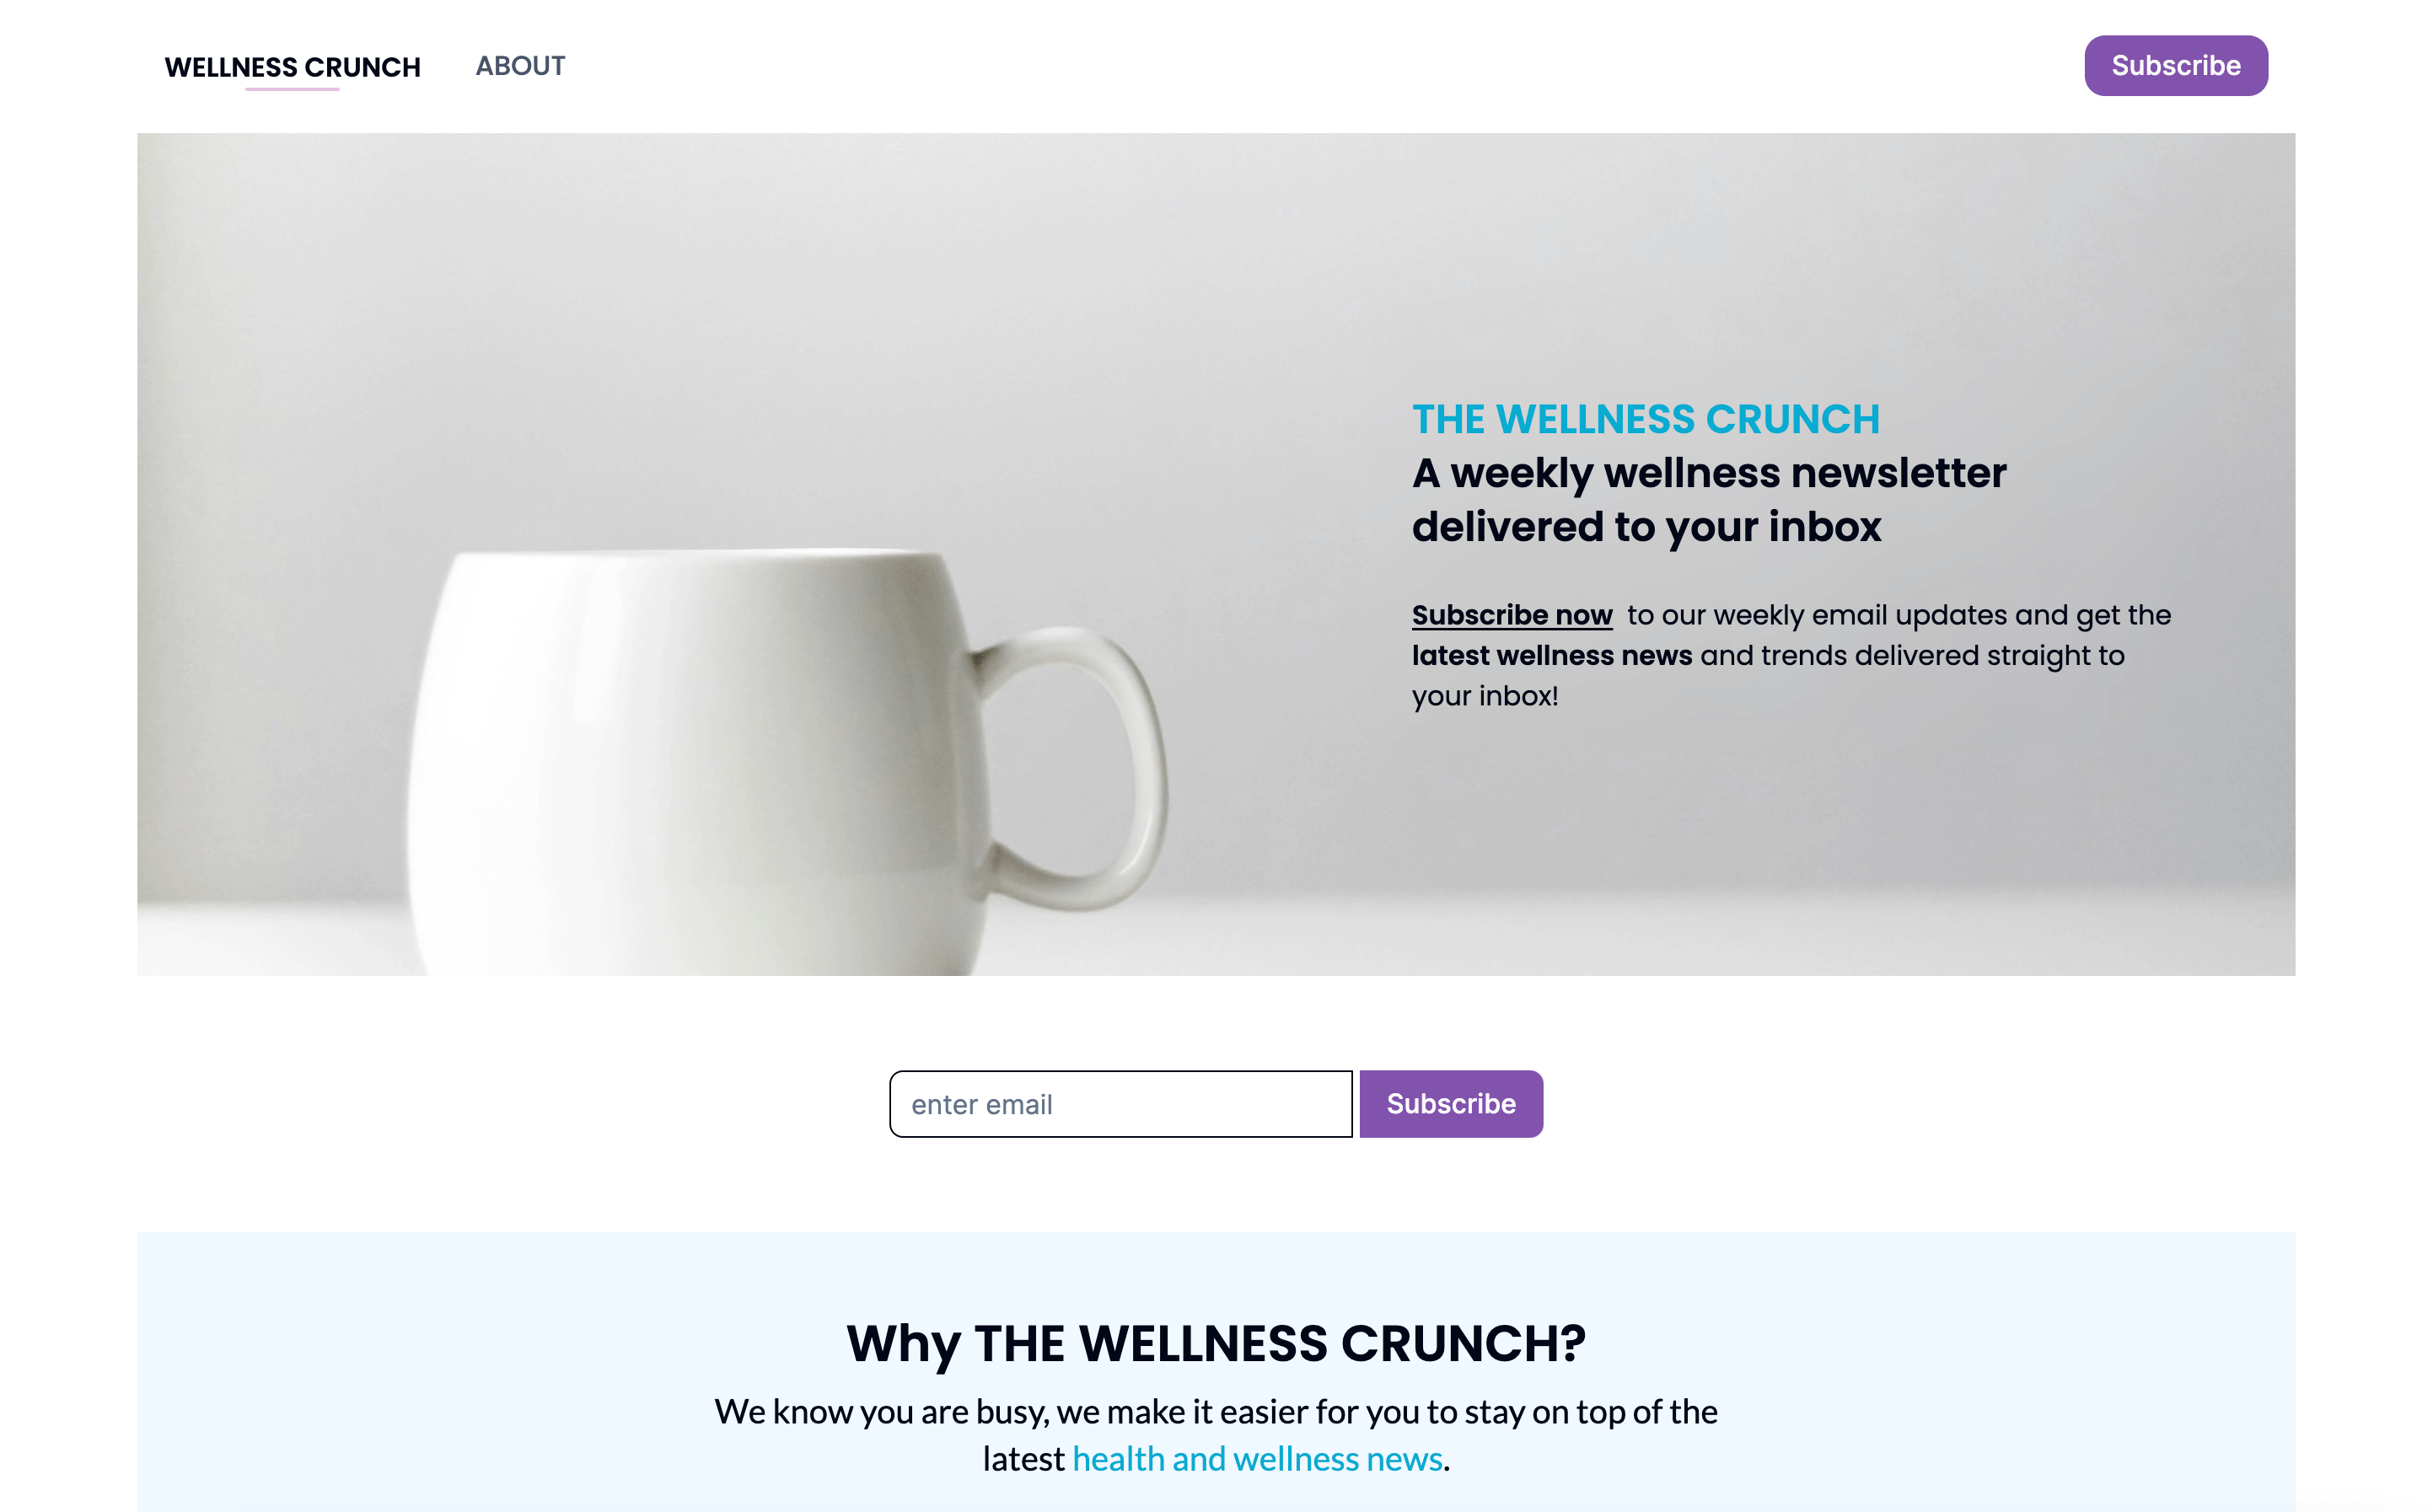 WELLNESS CRUNCH
ABOUT
Subscribe
THE WELLNESS CRUNCH
A weekly wellness newsletter
delivered to your inbox
Subscribe now to our weekly email updates and get the
latest wellness news and trends delivered straight to
your inbox!
enter email
Subscribe
Why THE WELLNESS CRUNCH?
We know you are busy, we make it easier for you to stay on top of the
latest health and wellness news.